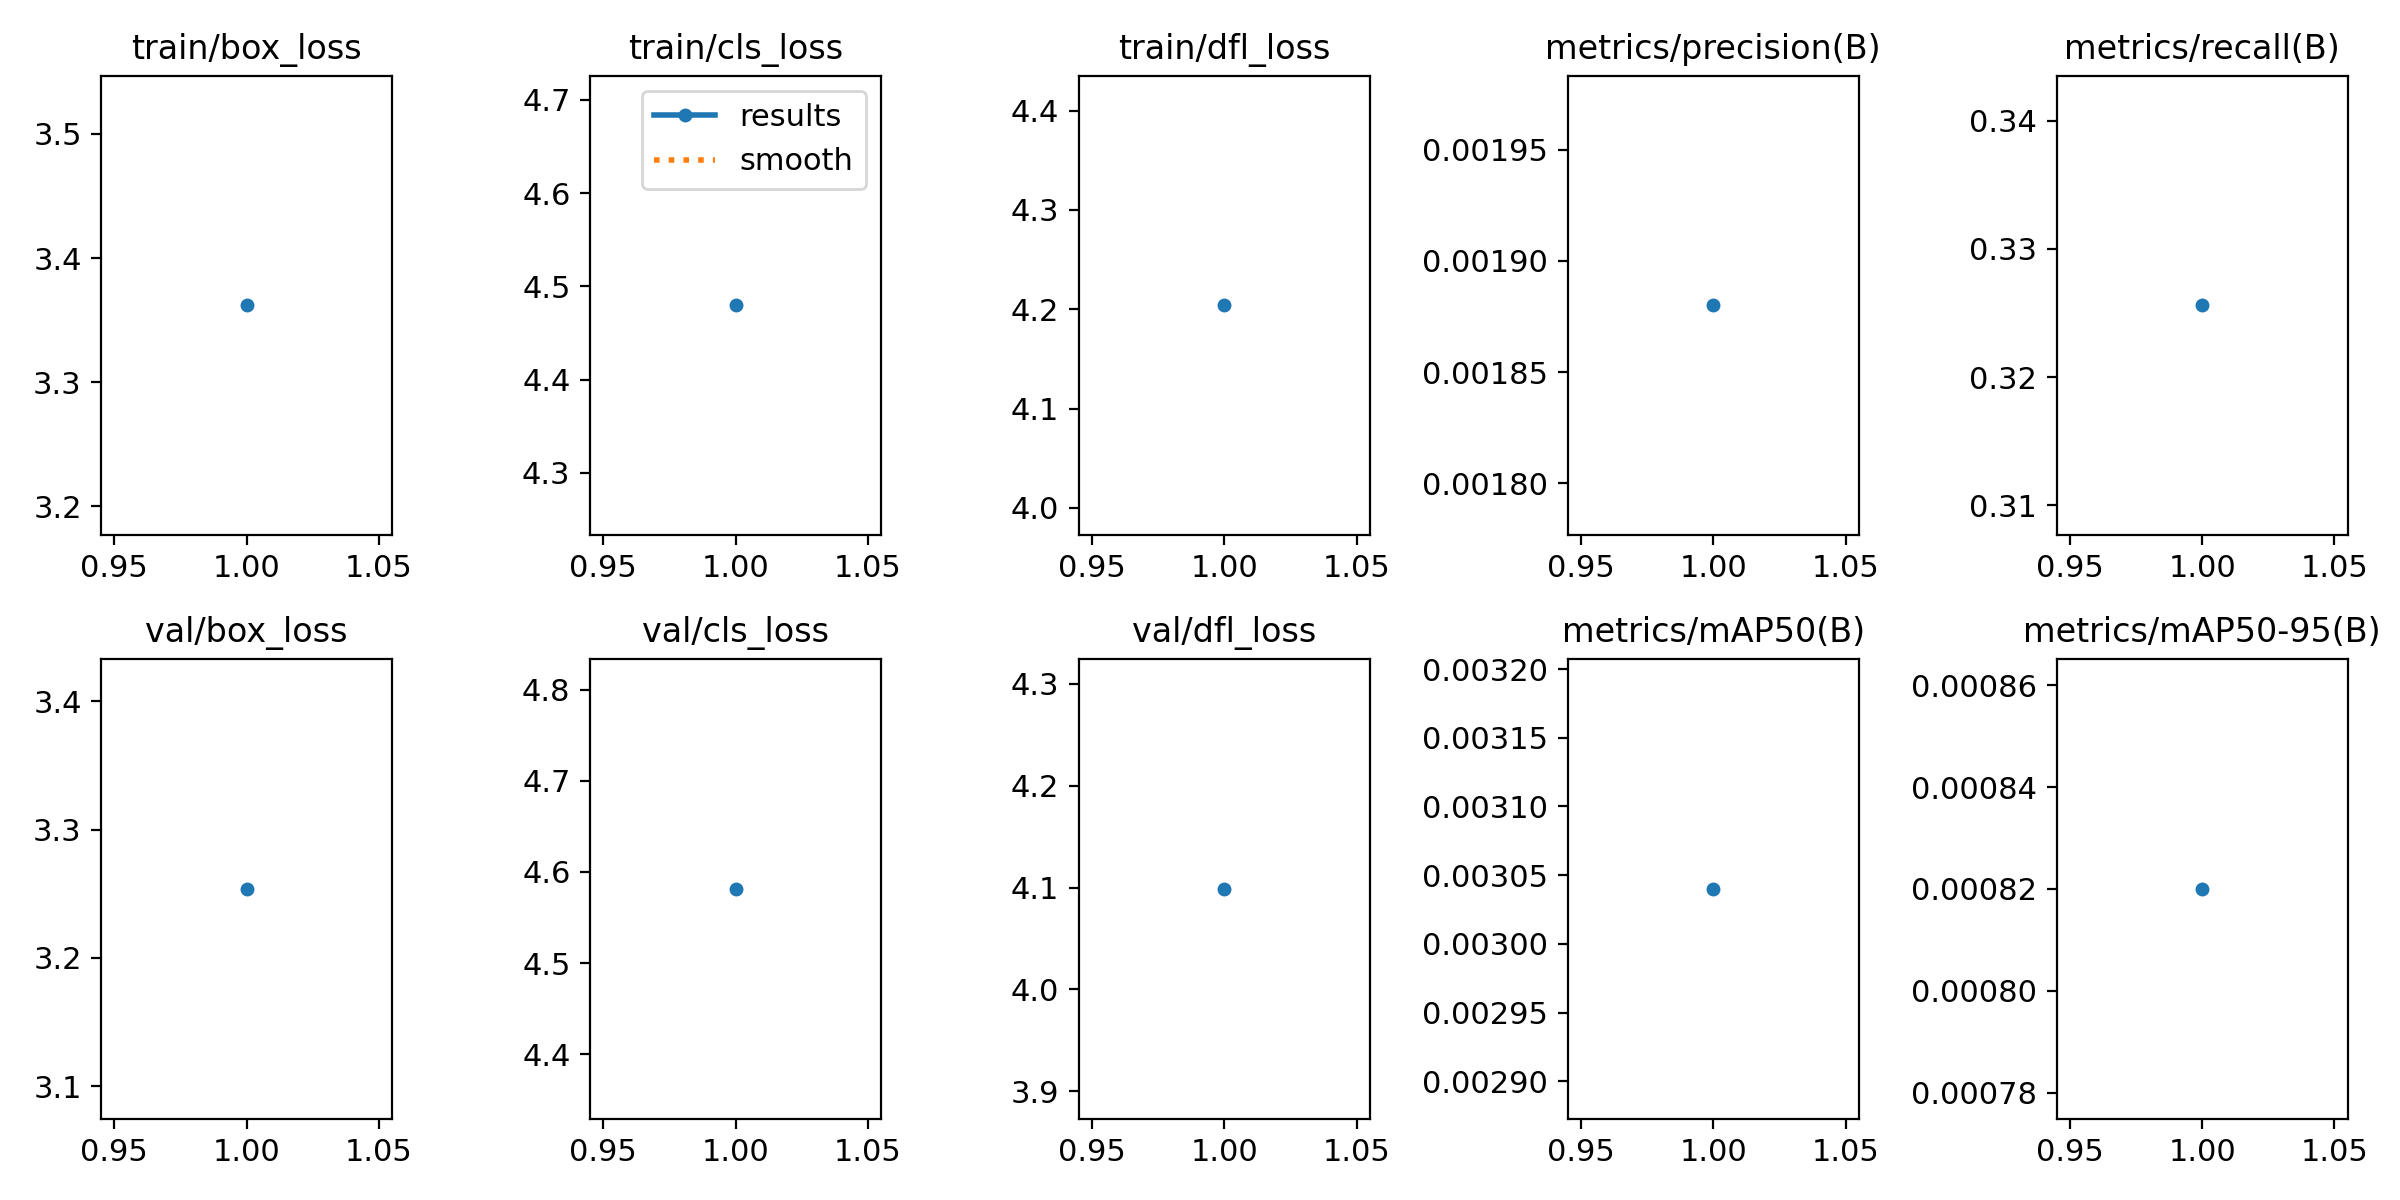 train/box_loss
3.5
3.4
3.3
3.2
0.95 1.00 1.05
train/cls_loss
results
smooth
4.7
4.6
4.5
4.4
4.3
0.95 1.00 1.05
train/dfl_loss
4.4
4.3
4.2
4.1
4.0
0.95 1.00 1.05
metrics/precision(B)
0.00195
0.00190
0.00185
0.00180
0.95 1.00 1.05
metrics/recall(B)
0.34
0.33
0.32
0.31
0.95 1.00 1.05
val/box_loss
3.4
3.3
3.2
3.1
0.95 1.00 1.05
val/cls_loss
4.8
4.7
4.6
4.5
4.4
0.95 1.00 1.05
val/dfl_loss
4.3
4.2
4.1
4.0
3.9
0.95 1.00 1.05
metrics/mAP50(B)
0.00320
0.00315
0.00310
0.00305
0.00300
0.00295
0.00290
0.95 1.00 1.05
metrics/mAP50-95(B)
0.00086
0.00084
0.00082
0.00080
0.00078
0.95 1.00 1.05